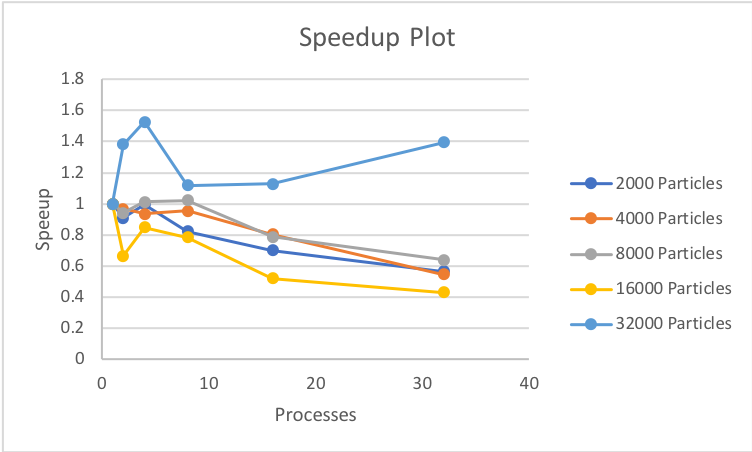 Speedup Plot
1.8
1.6
1.4
1.2
1
0.8
0.6
0.4
0.2
0
0 10 20 30 40
Speeup
Processes
2000 Particles
4000 Particles
8000 Particles
16000 Particles
32000 Particles